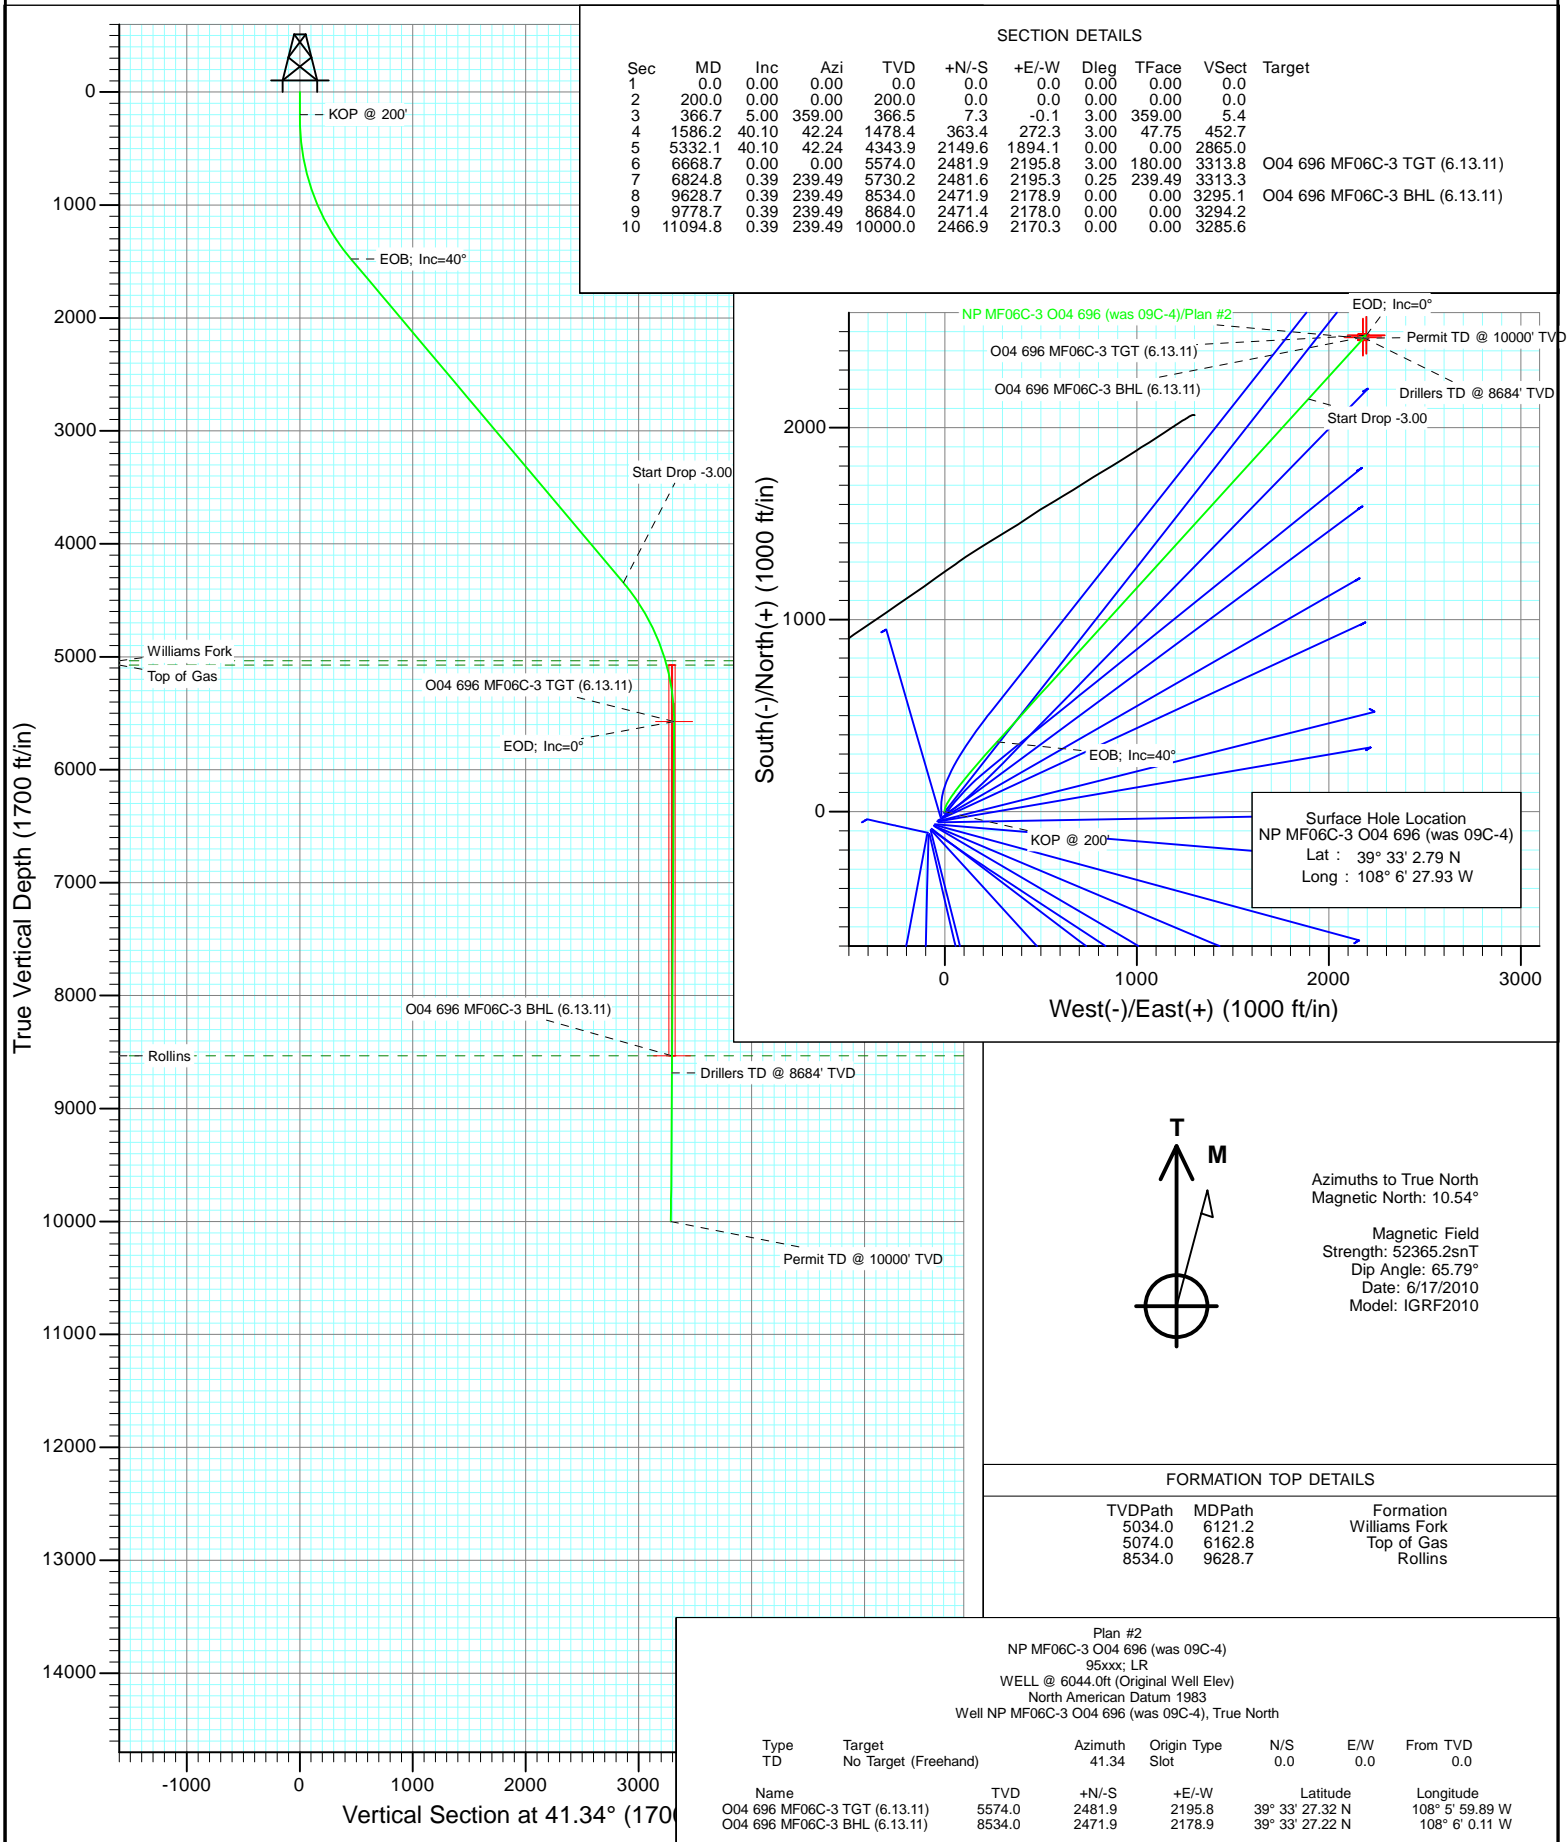 SECTION DETAILS
Sec MD Inc Azi TVD +N/-S +E/-W Dleg TFace VSect Target
1 0.0 0.00 0.00 0.0 0.0 0.0 0.00 0.00 0.0
2 200.0 0.00 0.00 200.0 0.0 0.0 0.00 0.00 0.0
3 366.7 5.00 359.00 366.5 7.3 -0.1 3.00 359.00 5.4
4 1586.2 40.10 42.24 1478.4 363.4 272.3 3.00 47.75 452.7
5 5332.1 40.10 42.24 4343.9 2149.6 1894.1 0.00 0.00 2865.0
6 6668.7 0.00 0.00 5574.0 2481.9 2195.8 3.00 180.00 3313.8 O04 696 MF06C-3 TGT (6.13.11)
7 6824.8 0.39 239.49 5730.2 2481.6 2195.3 0.25 239.49 3313.3
8 9628.7 0.39 239.49 8534.0 2471.9 2178.9 0.00 0.00 3295.1 O04 696 MF06C-3 BHL (6.13.11)
9 9778.7 0.39 239.49 8684.0 2471.4 2178.0 0.00 0.00 3294.2
10 11094.8 0.39 239.49 10000.0 2466.9 2170.3 0.00 0.00 3285.6
True Vertical Depth (1700 ft/in)
0
1000
2000
3000
4000
5000
6000
7000
8000
9000
10000
11000
12000
13000
14000
KOP @ 200'
EOB; Inc=40°
Start Drop -3.00
Williams Fork
Top of Gas
O04 696 MF06C-3 TGT (6.13.11)
EOD; Inc=0°
O04 696 MF06C-3 BHL (6.13.11)
Rollins
Drillers TD @ 8684' TVD
Permit TD @ 10000' TVD
-1000 0 1000 2000 3000
Vertical Section at 41.34° (170
South(-)/North(+) (1000 ft/in)
2000
1000
0
NP MF06C-3 O04 696 (was 09C-4)/Plan #2
EOD; Inc=0°
Permit TD @ 10000' TVD
O04 696 MF06C-3 TGT (6.13.11)
O04 696 MF06C-3 BHL (6.13.11)
Drillers TD @ 8684' TVD
Start Drop -3.00
EOB; Inc=40°
KOP @ 200'
Surface Hole Location
NP MF06C-3 O04 696 (was 09C-4)
Lat : 39° 33' 2.79 N
Long : 108° 6' 27.93 W
0 1000 2000 3000
West(-)/East(+) (1000 ft/in)
T
M
Azimuths to True North
Magnetic North: 10.54°
Magnetic Field
Strength: 52365.2snT
Dip Angle: 65.79°
Date: 6/17/2010
Model: IGRF2010
FORMATION TOP DETAILS
TVDPath MDPath Formation
5034.0 6121.2 Williams Fork
5074.0 6162.8 Top of Gas
8534.0 9628.7 Rollins
Plan #2
NP MF06C-3 O04 696 (was 09C-4)
95xxx; LR
WELL @ 6044.0ft (Original Well Elev)
North American Datum 1983
Well NP MF06C-3 O04 696 (was 09C-4), True North
Type Target Azimuth Origin Type N/S E/W From TVD
TD No Target (Freehand) 41.34 Slot 0.0 0.0 0.0
Name TVD +N/-S +E/-W Latitude Longitude
O04 696 MF06C-3 TGT (6.13.11) 5574.0 2481.9 2195.8 39° 33' 27.32 N 108° 5' 59.89 W
O04 696 MF06C-3 BHL (6.13.11) 8534.0 2471.9 2178.9 39° 33' 27.22 N 108° 6' 0.11 W